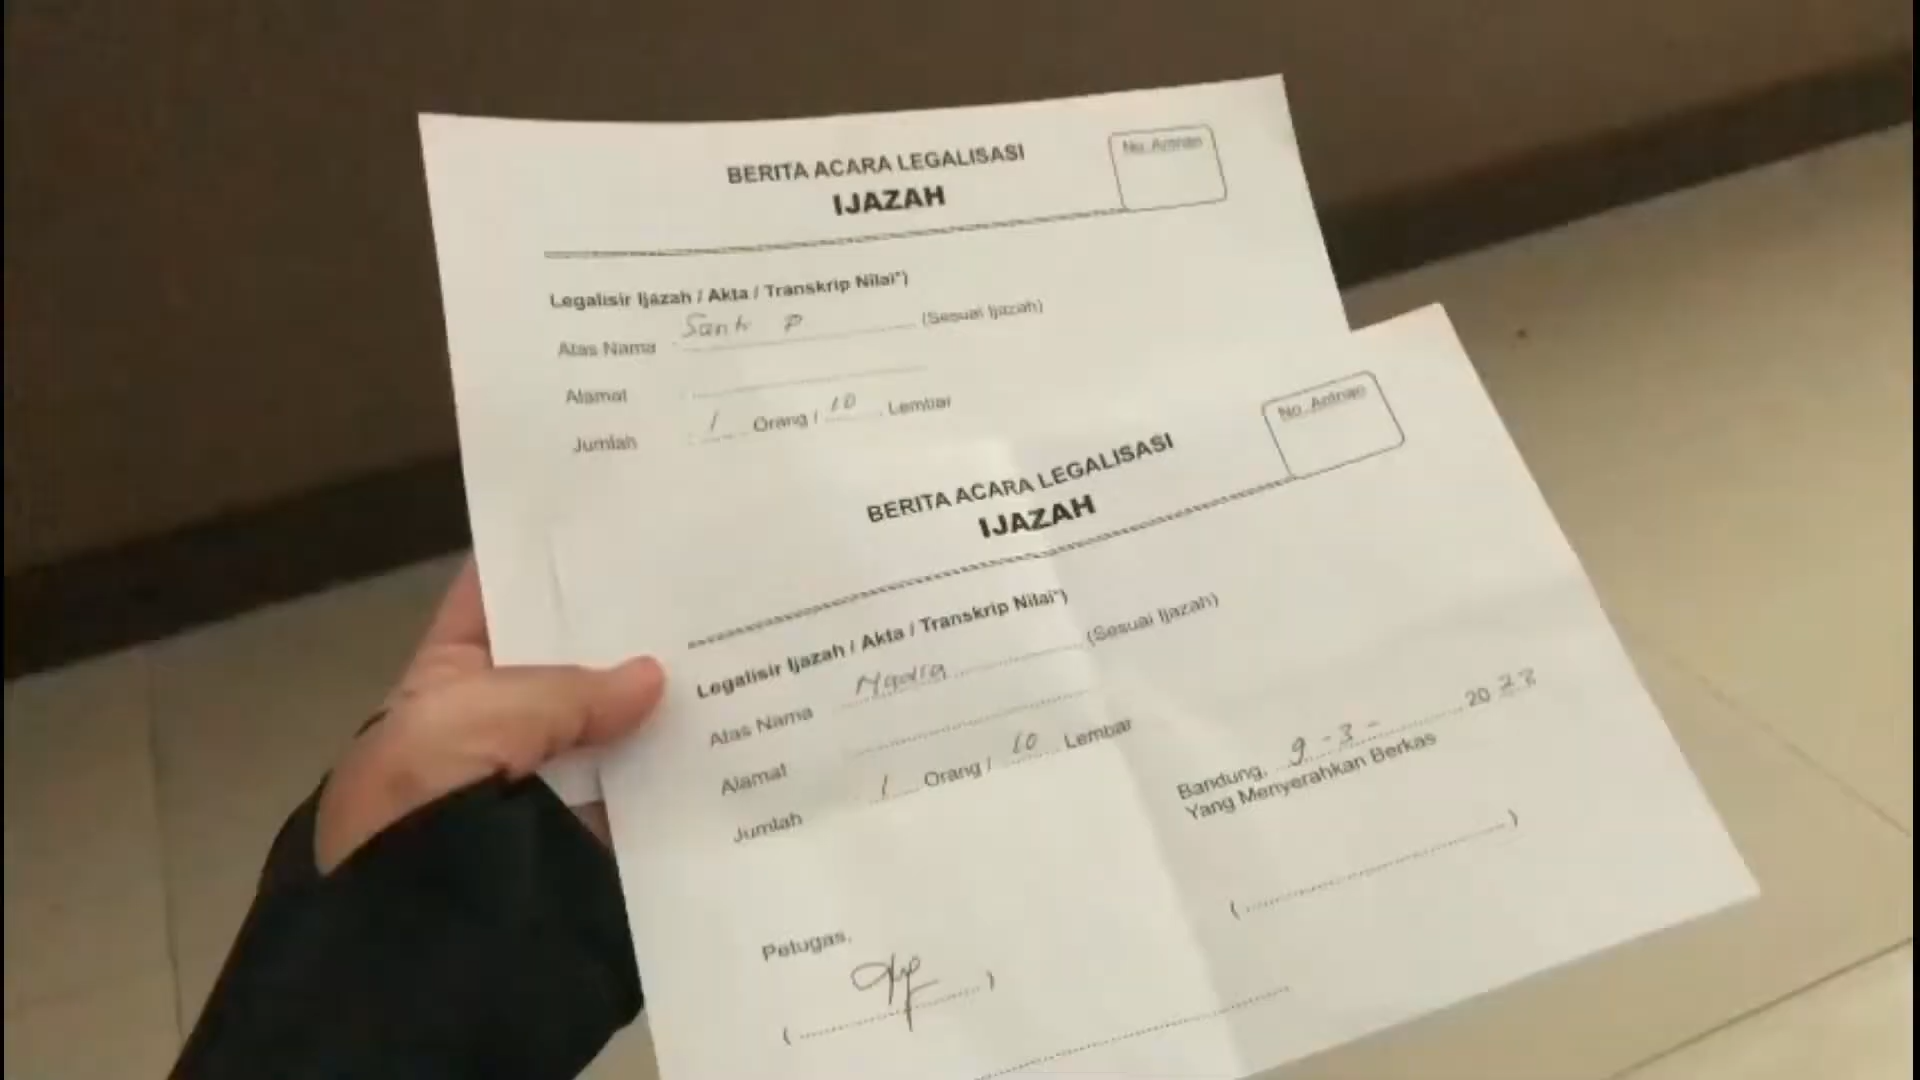 BERITA ACARA LEGALISASI
IJAZAH
No. Antrian
Legalisir Ijazah / Akta / Transkrip Nilai*)
Atas Nama Santi P (Sesuai Ijazah)
Alamat
Jumlah 1 Orang / 10 Lembar
BERITA ACARA LEGALISASI
IJAZAH
No. Antrian
Legalisir Ijazah / Akta / Transkrip Nilai*)
Atas Nama (Sesuai Ijazah)
Alamat
Jumlah 1 Orang / 10 Lembar
Bandung, 9 - 3 - 2023
Yang Menyerahkan Berkas
( )
Petugas,
( )